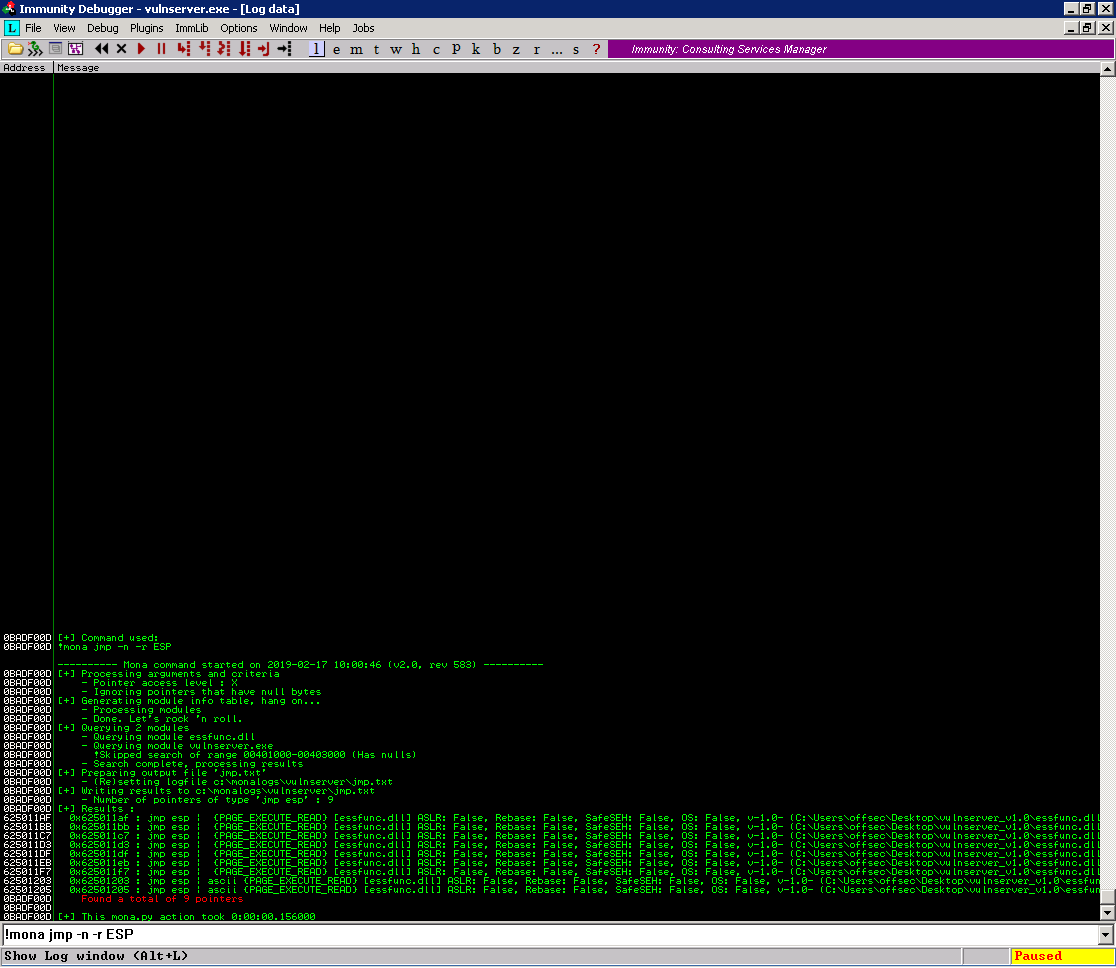 Immunity Debugger - vulnserver.exe - [Log data]
L File View Debug Plugins ImmLib Options Window Help Jobs
l e m t w h c P k b z r ... s ? Immunity: Consulting Services Manager
Address Message
0BADF00D [+] Command used:
0BADF00D !mona jmp -n -r ESP
---------- Mona command started on 2019-02-17 10:00:46 (v2.0, rev 583) ----------
0BADF00D [+] Processing arguments and criteria
0BADF00D - Pointer access level : X
0BADF00D - Ignoring pointers that have null bytes
0BADF00D [+] Generating module info table, hang on...
0BADF00D - Processing modules
0BADF00D - Done. Let's rock 'n roll.
0BADF00D [+] Querying 2 modules
0BADF00D - Querying module essfunc.dll
0BADF00D - Querying module vulnserver.exe
0BADF00D !Skipped search of range 00401000-00403000 (Has nulls)
0BADF00D - Search complete, processing results
0BADF00D [+] Preparing output file 'jmp.txt'
0BADF00D - (Re)setting logfile c:\monalogs\vulnserver\jmp.txt
0BADF00D [+] Writing results to c:\monalogs\vulnserver\jmp.txt
0BADF00D - Number of pointers of type 'jmp esp' : 9
0BADF00D [+] Results :
625011AF 0x625011af : jmp esp | {PAGE_EXECUTE_READ} [essfunc.dll] ASLR: False, Rebase: False, SafeSEH: False, OS: False, v-1.0- (C:\Users\offsec\Desktop\vulnserver_v1.0\essfunc.dll
625011BB 0x625011bb : jmp esp | {PAGE_EXECUTE_READ} [essfunc.dll] ASLR: False, Rebase: False, SafeSEH: False, OS: False, v-1.0- (C:\Users\offsec\Desktop\vulnserver_v1.0\essfunc.dll
625011C7 0x625011c7 : jmp esp | {PAGE_EXECUTE_READ} [essfunc.dll] ASLR: False, Rebase: False, SafeSEH: False, OS: False, v-1.0- (C:\Users\offsec\Desktop\vulnserver_v1.0\essfunc.dll
625011D3 0x625011d3 : jmp esp | {PAGE_EXECUTE_READ} [essfunc.dll] ASLR: False, Rebase: False, SafeSEH: False, OS: False, v-1.0- (C:\Users\offsec\Desktop\vulnserver_v1.0\essfunc.dll
625011DF 0x625011df : jmp esp | {PAGE_EXECUTE_READ} [essfunc.dll] ASLR: False, Rebase: False, SafeSEH: False, OS: False, v-1.0- (C:\Users\offsec\Desktop\vulnserver_v1.0\essfunc.dll
625011EB 0x625011eb : jmp esp | {PAGE_EXECUTE_READ} [essfunc.dll] ASLR: False, Rebase: False, SafeSEH: False, OS: False, v-1.0- (C:\Users\offsec\Desktop\vulnserver_v1.0\essfunc.dll
625011F7 0x625011f7 : jmp esp | {PAGE_EXECUTE_READ} [essfunc.dll] ASLR: False, Rebase: False, SafeSEH: False, OS: False, v-1.0- (C:\Users\offsec\Desktop\vulnserver_v1.0\essfunc.dll
62501203 0x62501203 : jmp esp | ascii {PAGE_EXECUTE_READ} [essfunc.dll] ASLR: False, Rebase: False, SafeSEH: False, OS: False, v-1.0- (C:\Users\offsec\Desktop\vulnserver_v1.0\essfun
62501205 0x62501205 : jmp esp | ascii {PAGE_EXECUTE_READ} [essfunc.dll] ASLR: False, Rebase: False, SafeSEH: False, OS: False, v-1.0- (C:\Users\offsec\Desktop\vulnserver_v1.0\essfun
0BADF00D Found a total of 9 pointers
0BADF00D
0BADF00D [+] This mona.py action took 0:00:00.156000
!mona jmp -n -r ESP
Show Log window (Alt+L) Paused